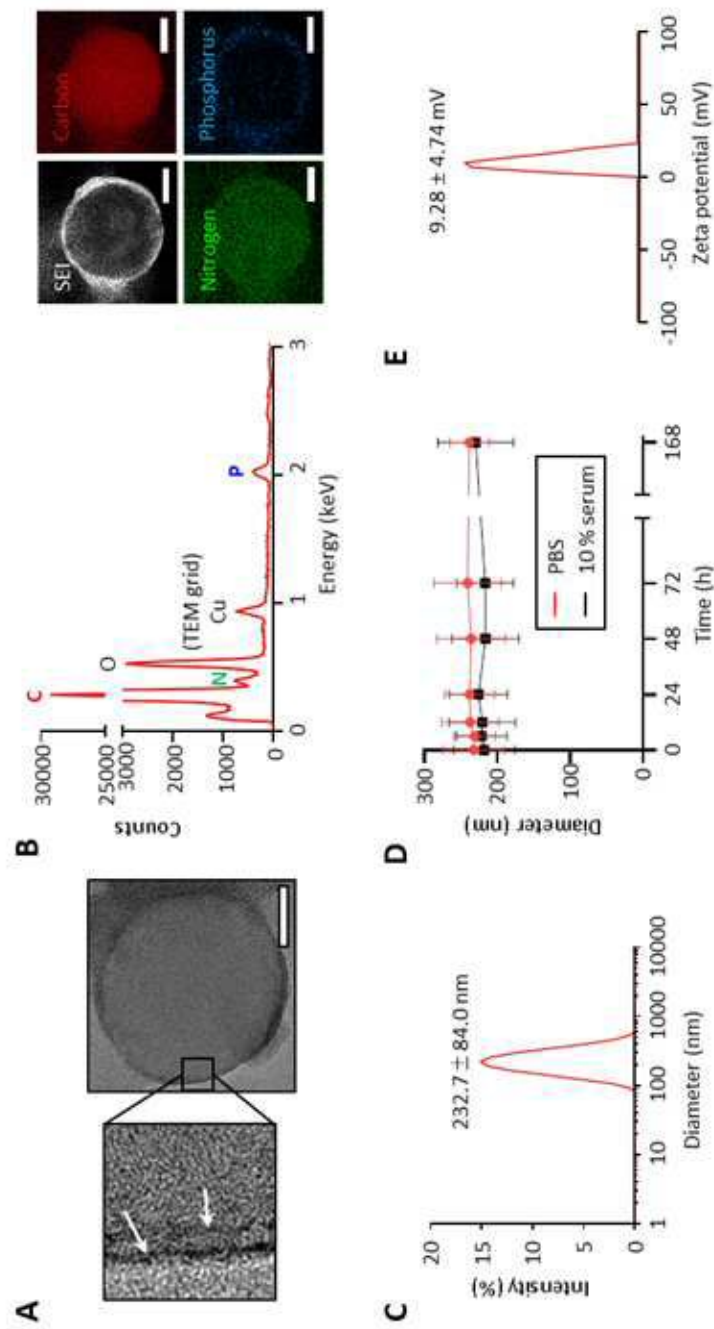 A
B
Counts
30000
25000
3000
2000
1000
0
C
O
N
(TEM grid)
Cu
P
0
1
2
3
Energy (keV)
SEI
Carbon
Nitrogen
Phosphorus
C
Intensity (%)
20
15
10
5
0
232.7 ± 84.0 nm
1
10
100
1000
10000
Diameter (nm)
D
Diameter (nm)
300
200
100
0
PBS
10 % serum
0
24
48
72
168
Time (h)
E
9.28 ± 4.74 mV
-100
-50
0
50
100
Zeta potential (mV)